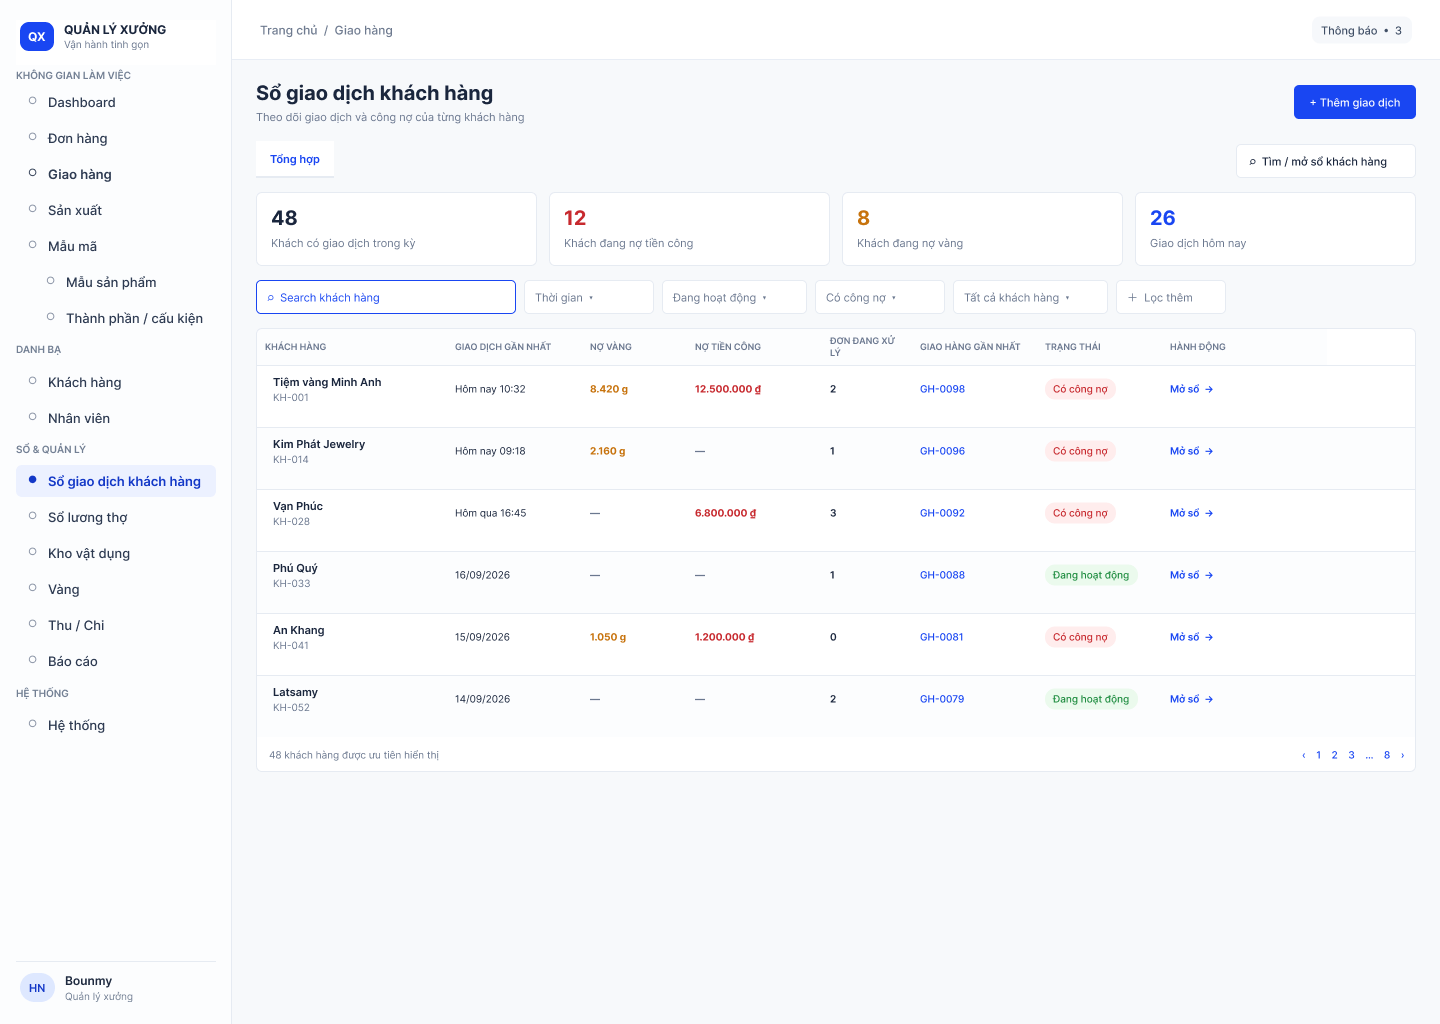 QX
QUẢN LÝ XƯỞNG
Vận hành tinh gọn
KHÔNG GIAN LÀM VIỆC
Dashboard
Đơn hàng
Giao hàng
Sản xuất
Mẫu mã
Mẫu sản phẩm
Thành phần / cấu kiện
DANH BẠ
Khách hàng
Nhân viên
SỔ & QUẢN LÝ
Sổ giao dịch khách hàng
Sổ lương thợ
Kho vật dụng
Vàng
Thu / Chi
Báo cáo
HỆ THỐNG
Hệ thống
HN
Bounmy
Quản lý xưởng
Trang chủ / Giao hàng
Thông báo • 3
Sổ giao dịch khách hàng
Theo dõi giao dịch và công nợ của từng khách hàng
+ Thêm giao dịch
Tổng hợp
⌕ Tìm / mở sổ khách hàng
48
Khách có giao dịch trong kỳ
12
Khách đang nợ tiền công
8
Khách đang nợ vàng
26
Giao dịch hôm nay
⌕ Search khách hàng
Thời gian ▾
Đang hoạt động ▾
Có công nợ ▾
Tất cả khách hàng ▾
＋ Lọc thêm
KHÁCH HÀNG GIAO DỊCH GẦN NHẤT NỢ VÀNG NỢ TIỀN CÔNG ĐƠN ĐANG XỬ LÝ GIAO HÀNG GẦN NHẤT TRẠNG THÁI HÀNH ĐỘNG
Tiệm vàng Minh Anh Hôm nay 10:32 8.420 g 12.500.000 ₫ 2 GH-0098 Có công nợ Mở sổ →
KH-001
Kim Phát Jewelry Hôm nay 09:18 2.160 g — 1 GH-0096 Có công nợ Mở sổ →
KH-014
Vạn Phúc Hôm qua 16:45 — 6.800.000 ₫ 3 GH-0092 Có công nợ Mở sổ →
KH-028
Phú Quý 16/09/2026 — — 1 GH-0088 Đang hoạt động Mở sổ →
KH-033
An Khang 15/09/2026 1.050 g 1.200.000 ₫ 0 GH-0081 Có công nợ Mở sổ →
KH-041
Latsamy 14/09/2026 — — 2 GH-0079 Đang hoạt động Mở sổ →
KH-052
48 khách hàng được ưu tiên hiển thị
‹ 1 2 3 … 8 ›